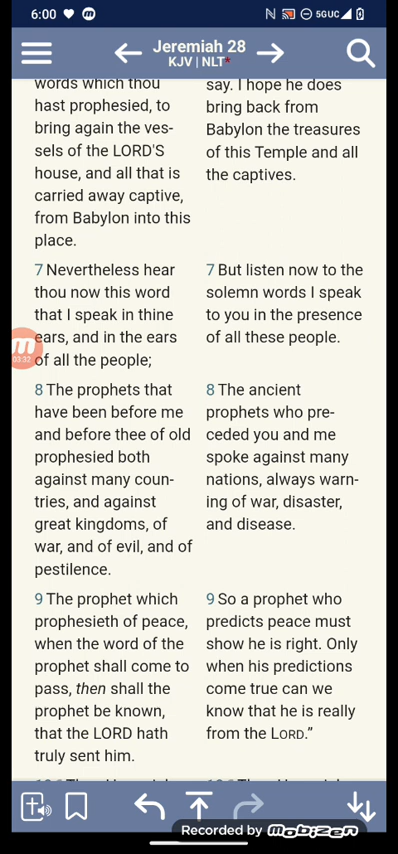 6:00
5GUC
Jeremiah 28
KJV | NLT*
words which thou
hast prophesied, to
bring again the ves-
sels of the LORD'S
house, and all that is
carried away captive,
from Babylon into this
place.
7 Nevertheless hear
thou now this word
that I speak in thine
ears, and in the ears
of all the people;
8 The prophets that
have been before me
and before thee of old
prophesied both
against many coun-
tries, and against
great kingdoms, of
war, and of evil, and of
pestilence.
9 The prophet which
prophesieth of peace,
when the word of the
prophet shall come to
pass, then shall the
prophet be known,
that the LORD hath
truly sent him.
say. I hope he does
bring back from
Babylon the treasures
of this Temple and all
the captives.
7 But listen now to the
solemn words I speak
to you in the presence
of all these people.
8 The ancient
prophets who pre-
ceded you and me
spoke against many
nations, always warn-
ing of war, disaster,
and disease.
9 So a prophet who
predicts peace must
show he is right. Only
when his predictions
come true can we
know that he is really
from the LORD.”
03:32
Recorded by mobizen